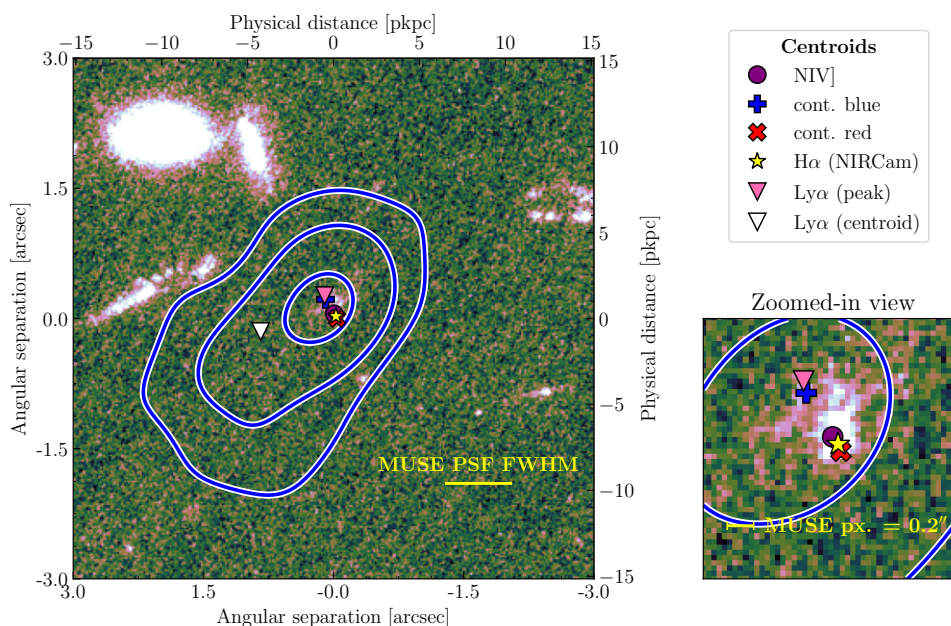 Physical distance [pkpc]
−15 −10 −5 0 5 10 15
3.0
1.5
0.0
-1.5
-3.0
Angular separation [arcsec]
15
10
5
0
−5
−10
−15
Physical distance [pkpc]
MUSE PSF FWHM
3.0 1.5 -0.0 -1.5 -3.0
Angular separation [arcsec]
Centroids
NIV]
cont. blue
cont. red
Hα (NIRCam)
Lyα (peak)
Lyα (centroid)
Zoomed-in view
MUSE px. = 0.2″